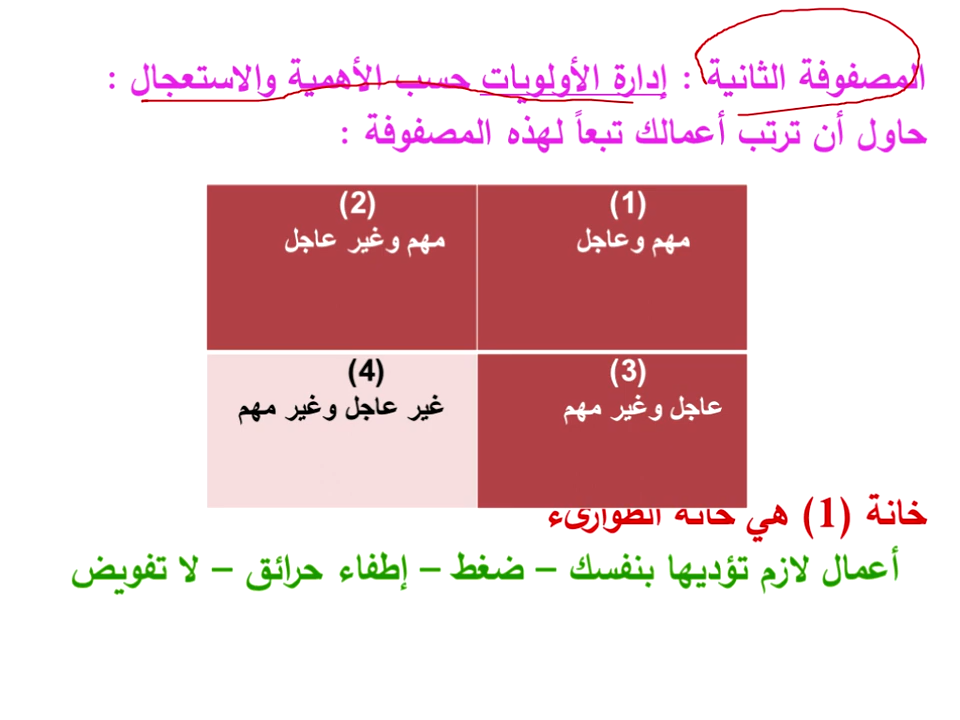 المصفوفة الثانية : إدارة الأولويات حسب الأهمية والاستعجال :
حاول أن ترتب أعمالك تبعاً لهذه المصفوفة :
(1)
مهم وعاجل
(2)
مهم وغير عاجل
(3)
عاجل وغير مهم
(4)
غير عاجل وغير مهم
خانة (1) هي خانة الطوارىء
أعمال لازم تؤديها بنفسك – ضغط – إطفاء حرائق – لا تفويض